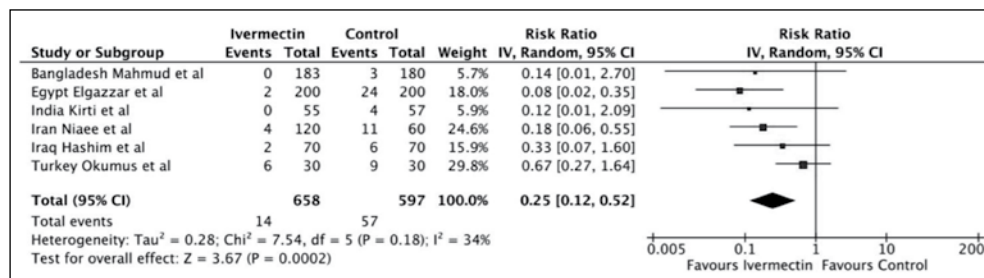 Ivermectin Control Risk Ratio Risk Ratio
Study or Subgroup Events Total Events Total Weight IV, Random, 95% CI IV, Random, 95% CI
Bangladesh Mahmud et al 0 183 3 180 5.7% 0.14 [0.01, 2.70]
Egypt Elgazzar et al 2 200 24 200 18.0% 0.08 [0.02, 0.35]
India Kirti et al 0 55 4 57 5.9% 0.12 [0.01, 2.09]
Iran Niaee et al 4 120 11 60 24.6% 0.18 [0.06, 0.55]
Iraq Hashim et al 2 70 6 70 15.9% 0.33 [0.07, 1.60]
Turkey Okumus et al 6 30 9 30 29.8% 0.67 [0.27, 1.64]
Total (95% CI) 658 597 100.0% 0.25 [0.12, 0.52]
Total events 14 57
Heterogeneity: Tau² = 0.28; Chi² = 7.54, df = 5 (P = 0.18); I² = 34%
Test for overall effect: Z = 3.67 (P = 0.0002)
0.005 0.1 1 10 200
Favours Ivermectin Favours Control